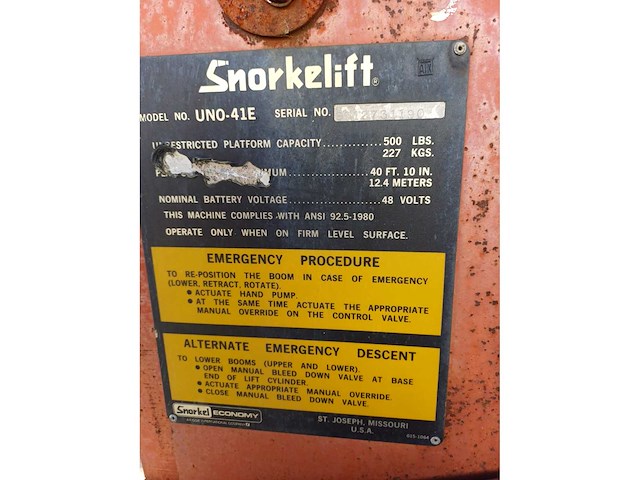 Snorkelift®
MODEL NO. UNO-41E SERIAL NO.
UNRESTRICTED PLATFORM CAPACITY..............500 LBS.
227 KGS.
40 FT. 10 IN.
12.4 METERS
NOMINAL BATTERY VOLTAGE....................48 VOLTS
THIS MACHINE COMPLIES WITH ANSI 92.5-1980
OPERATE ONLY WHEN ON FIRM LEVEL SURFACE.
EMERGENCY PROCEDURE
TO RE-POSITION THE BOOM IN CASE OF EMERGENCY
(LOWER, RETRACT, ROTATE).
• ACTUATE HAND PUMP.
• AT THE SAME TIME ACTUATE THE APPROPRIATE
MANUAL OVERRIDE ON THE CONTROL VALVE.
ALTERNATE EMERGENCY DESCENT
TO LOWER BOOMS (UPPER AND LOWER).
• OPEN MANUAL BLEED DOWN VALVE AT BASE
END OF LIFT CYLINDER.
• ACTUATE APPROPRIATE MANUAL OVERRIDE.
• CLOSE MANUAL BLEED DOWN VALVE.
Snorkel ECONOMY
ST. JOSEPH, MISSOURI
U.S.A.